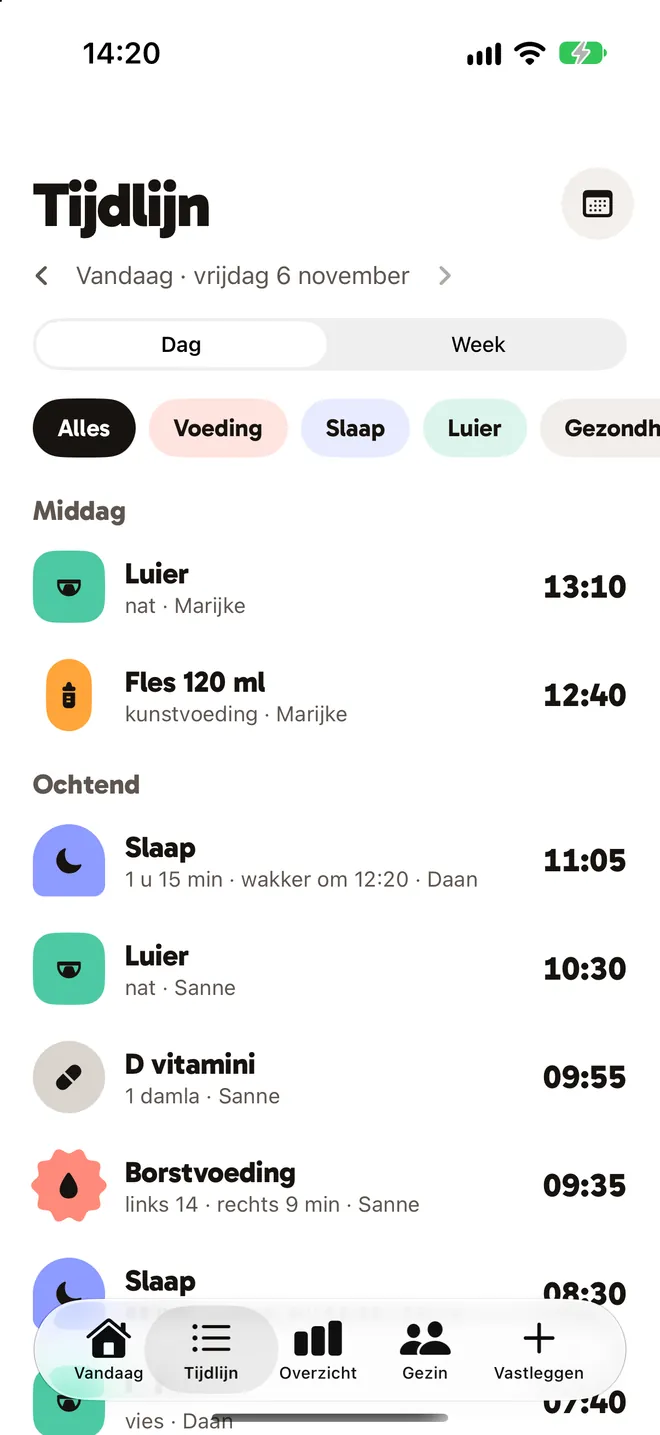 14:20
Tijdlijn
Vandaag · vrijdag 6 november
Dag Week
Alles Voeding Slaap Luier Gezondh
Middag
Luier 13:10
nat · Marijke
Fles 120 ml 12:40
kunstvoeding · Marijke
Ochtend
Slaap 11:05
1 u 15 min · wakker om 12:20 · Daan
Luier 10:30
nat · Sanne
D vitamini 09:55
1 damla · Sanne
Borstvoeding 09:35
links 14 · rechts 9 min · Sanne
Slaap 08:30
07:40
Vandaag Tijdlijn Overzicht Gezin Vastleggen
vies · Daan